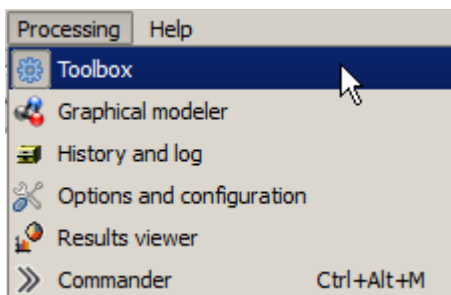 Processing Help
Toolbox
Graphical modeler
History and log
Options and configuration
Results viewer
Commander Ctrl+Alt+M